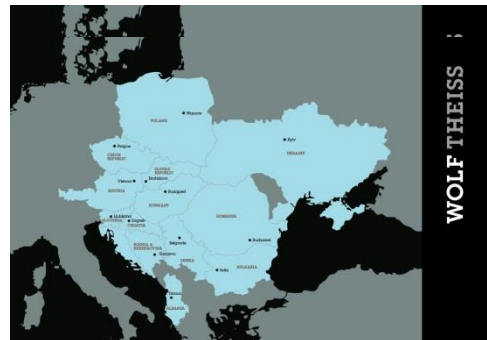 POLAND
Warsaw
Prague
CZECH
REPUBLIC
Kyiv
UKRAINE
SLOVAK
REPUBLIC
Vienna
Bratislava
AUSTRIA
Budapest
HUNGARY
Ljubljana
SLOVENIA
Zagreb
CROATIA
ROMANIA
BOSNIA &
HERZEGOVINA
Belgrade
Bucharest
Sarajevo
SERBIA
Sofia
BULGARIA
Tirana
ALBANIA
WOLF THEISS